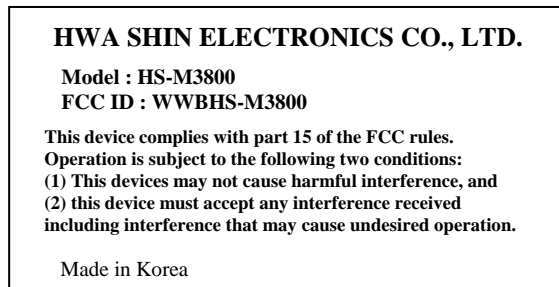 HWA SHIN ELECTRONICS CO., LTD.
Model : HS-M3800
FCC ID : WWBHS-M3800
This device complies with part 15 of the FCC rules.
Operation is subject to the following two conditions:
(1) This devices may not cause harmful interference, and
(2) this device must accept any interference received
including interference that may cause undesired operation.
Made in Korea